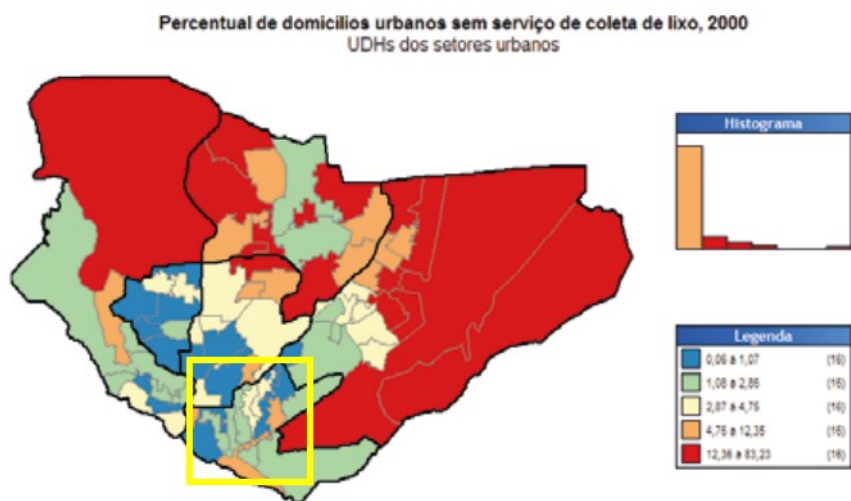 Percentual de domicílios urbanos sem serviço de coleta de lixo, 2000
UDHs dos setores urbanos
Histograma
Legenda
0,06 a 1,07 (16)
1,08 a 2,86 (16)
2,87 a 4,75 (16)
4,76 a 12,35 (16)
12,36 a 83,23 (16)